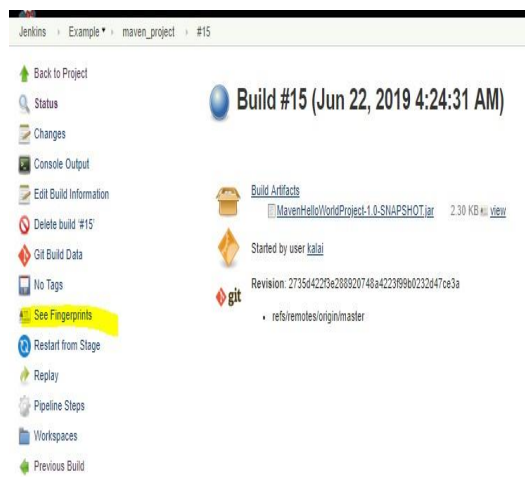 Jenkins Example maven_project #15
Back to Project
Status
Changes
Console Output
Edit Build Information
Delete build '#15'
Git Build Data
No Tags
See Fingerprints
Restart from Stage
Replay
Pipeline Steps
Workspaces
Previous Build
Build #15 (Jun 22, 2019 4:24:31 AM)
Build Artifacts
MavenHelloWorldProject-1.0-SNAPSHOT.jar 2.30 KB view
Started by user kalai
git
Revision: 2735d422f3e288920748a4223f99b0232d47ce3a
refs/remotes/origin/master